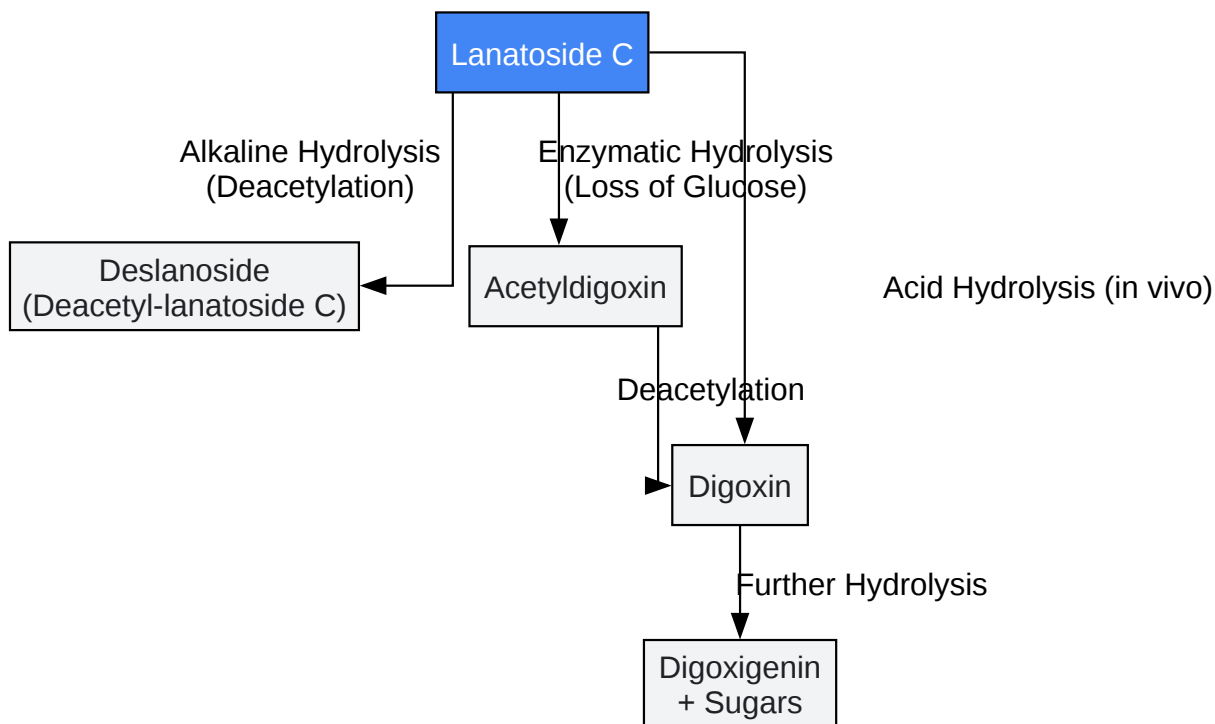 Lanatoside C
Alkaline Hydrolysis
(Deacetylation)
Enzymatic Hydrolysis
(Loss of Glucose)
Deslanoside
(Deacetyl-lanatoside C)
Acetyldigoxin
Acid Hydrolysis (in vivo)
Deacetylation
Digoxin
Further Hydrolysis
Digoxigenin
+ Sugars